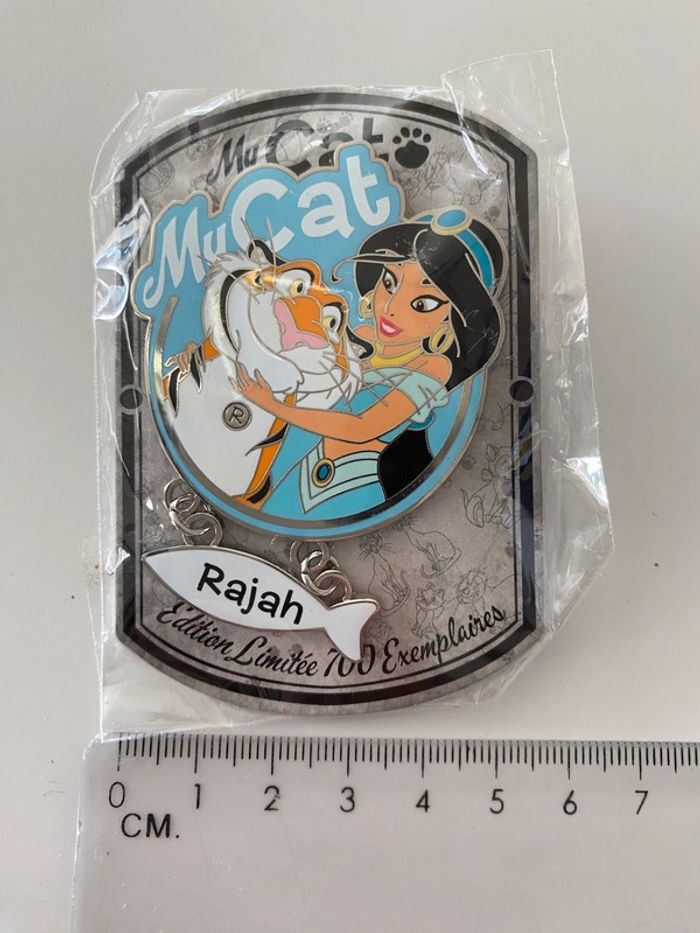 My Cat
My Cat
R
Rajah
Edition Limitée 700 Exemplaires
0 1 2 3 4 5 6 7
CM.